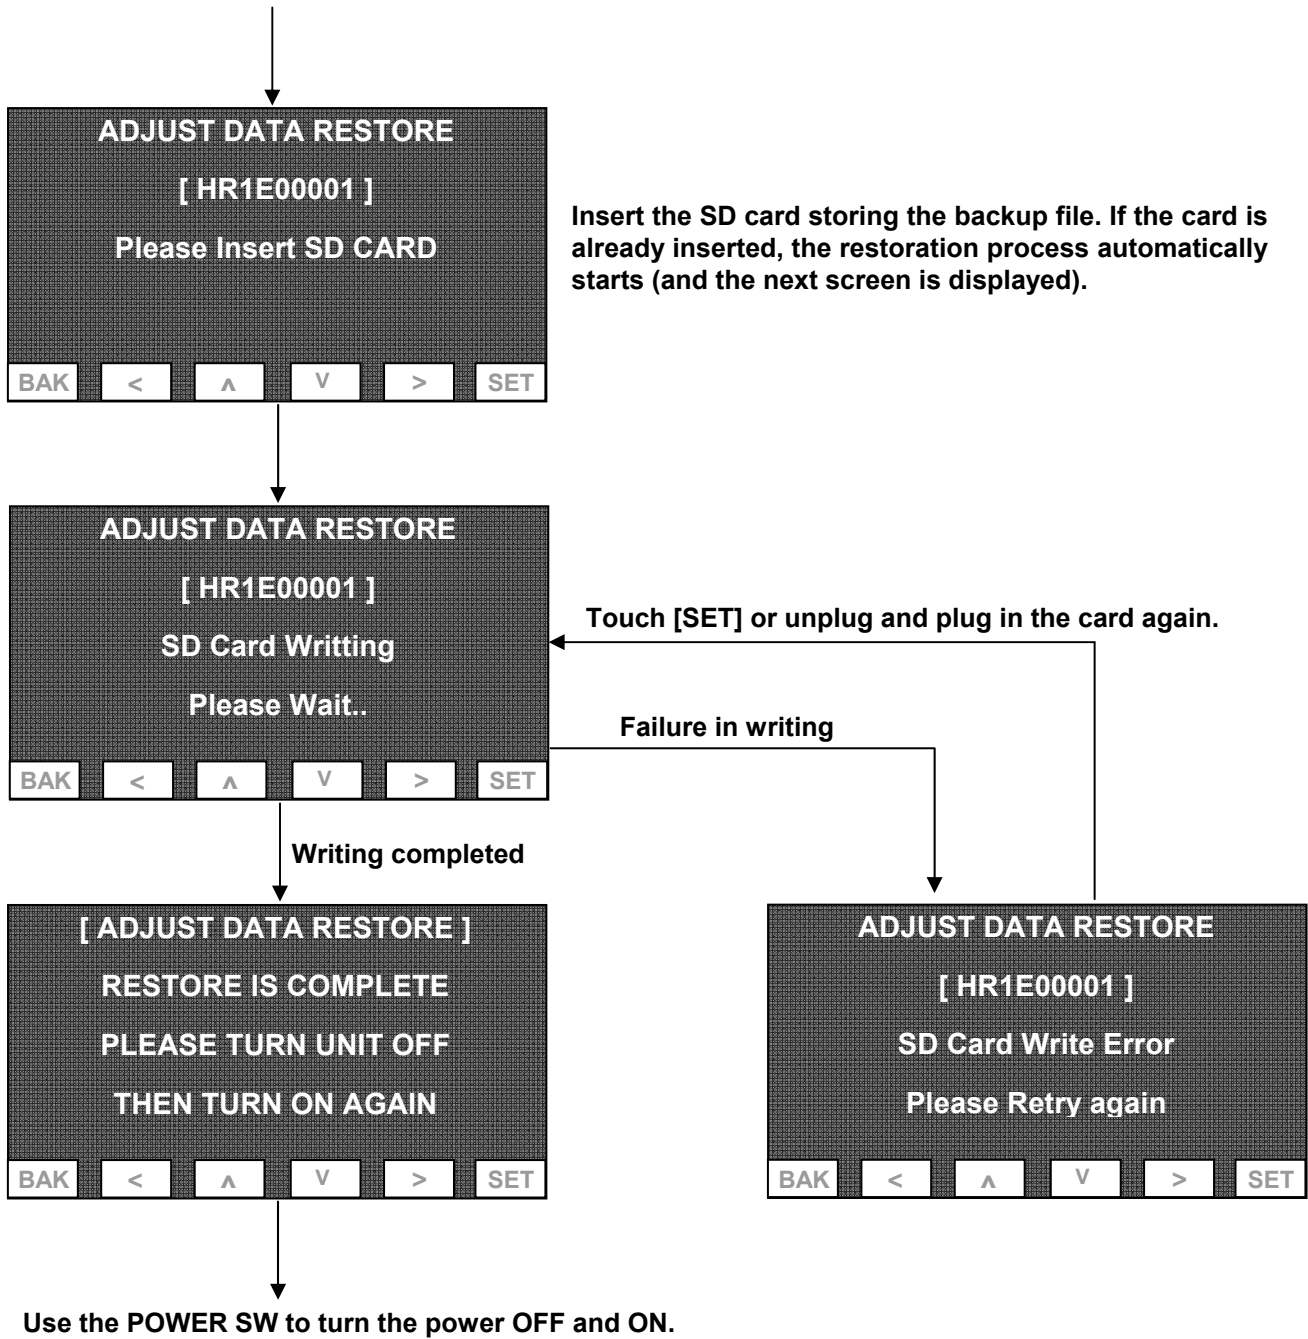 ADJUST DATA RESTORE
[ HR1E00001 ]
Please Insert SD CARD
BAK < ʌ V > SET
Insert the SD card storing the backup file. If the card is
already inserted, the restoration process automatically
starts (and the next screen is displayed).
ADJUST DATA RESTORE
[ HR1E00001 ]
SD Card Writting
Please Wait..
BAK < ʌ V > SET
Touch [SET] or unplug and plug in the card again.
Failure in writing
Writing completed
[ ADJUST DATA RESTORE ]
RESTORE IS COMPLETE
PLEASE TURN UNIT OFF
THEN TURN ON AGAIN
BAK < ʌ V > SET
ADJUST DATA RESTORE
[ HR1E00001 ]
SD Card Write Error
Please Retry again
BAK < ʌ V > SET
Use the POWER SW to turn the power OFF and ON.